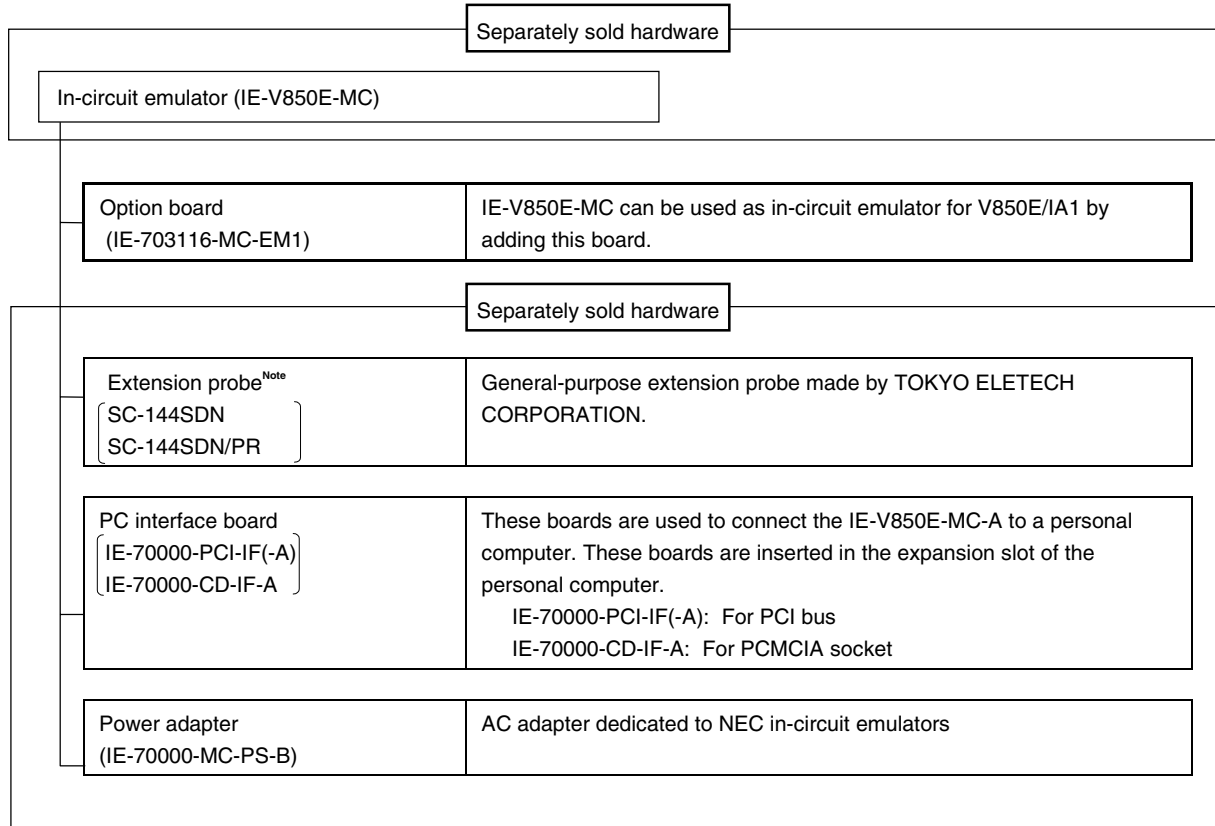 Separately sold hardware
In-circuit emulator (IE-V850E-MC)
Option board
(IE-703116-MC-EM1)
IE-V850E-MC can be used as in-circuit emulator for V850E/IA1 by
adding this board.
Separately sold hardware
Extension probeNote
SC-144SDN
SC-144SDN/PR
General-purpose extension probe made by TOKYO ELETECH
CORPORATION.
PC interface board
IE-70000-PCI-IF(-A)
IE-70000-CD-IF-A
These boards are used to connect the IE-V850E-MC-A to a personal
computer. These boards are inserted in the expansion slot of the
personal computer.
IE-70000-PCI-IF(-A): For PCI bus
IE-70000-CD-IF-A: For PCMCIA socket
Power adapter
(IE-70000-MC-PS-B)
AC adapter dedicated to NEC in-circuit emulators